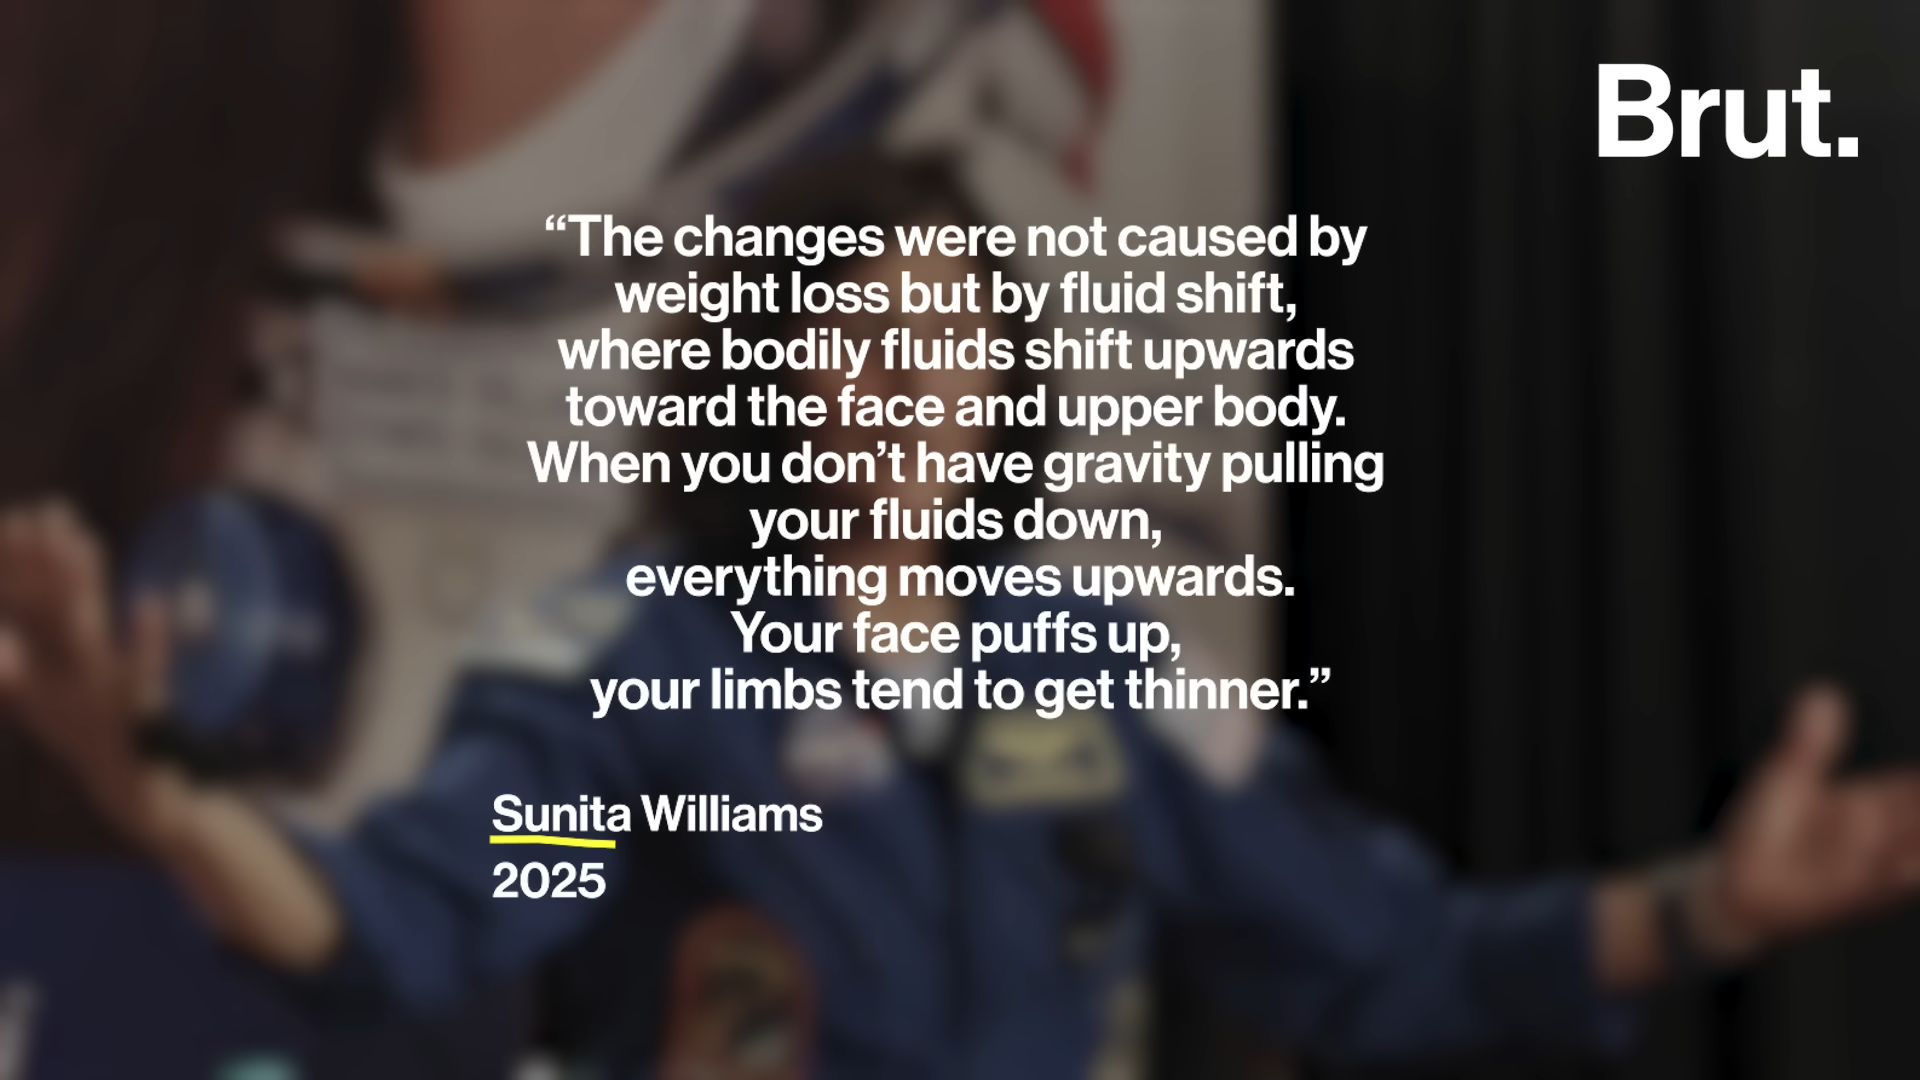 Brut.
“The changes were not caused by
weight loss but by fluid shift,
where bodily fluids shift upwards
toward the face and upper body.
When you don’t have gravity pulling
your fluids down,
everything moves upwards.
Your face puffs up,
your limbs tend to get thinner.”
Sunita Williams
2025